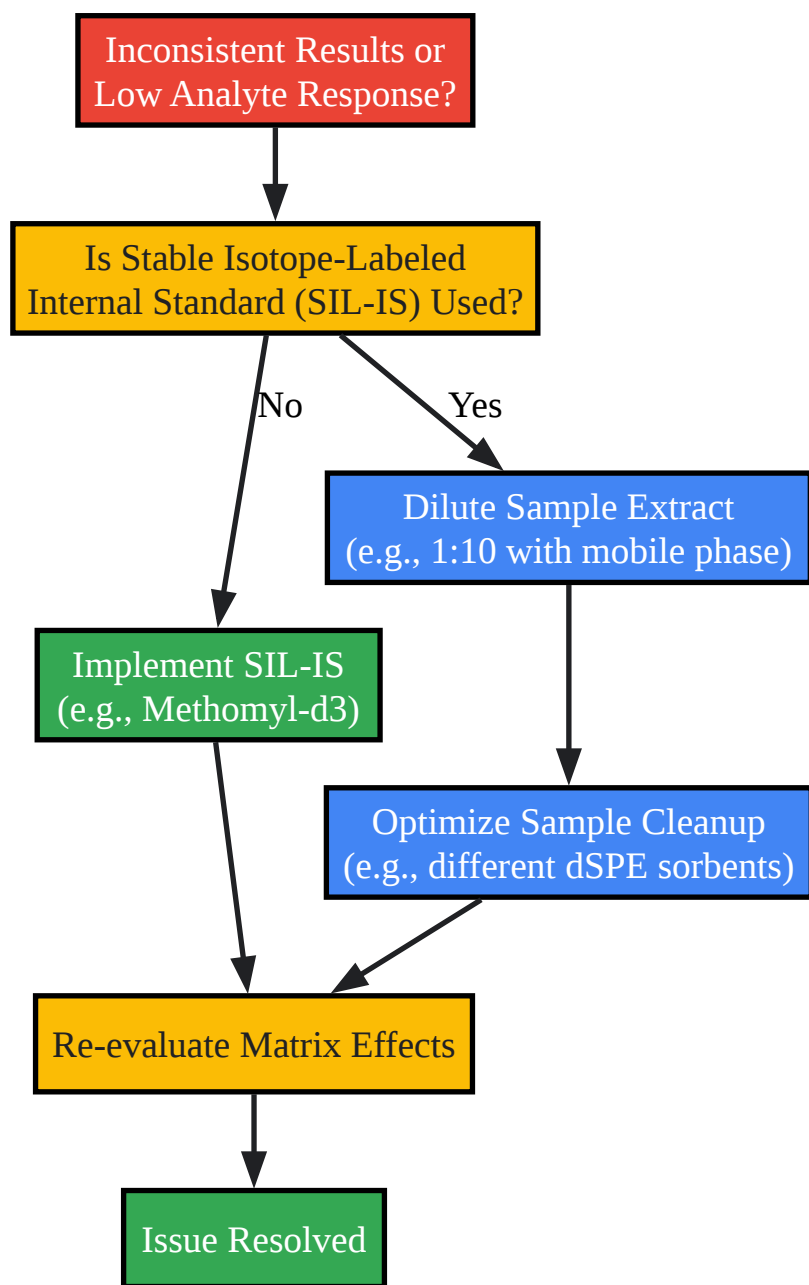 Inconsistent Results or
Low Analyte Response?
Is Stable Isotope-Labeled
Internal Standard (SIL-IS) Used?
No
Yes
Dilute Sample Extract
(e.g., 1:10 with mobile phase)
Implement SIL-IS
(e.g., Methomyl-d3)
Optimize Sample Cleanup
(e.g., different dSPE sorbents)
Re-evaluate Matrix Effects
Issue Resolved